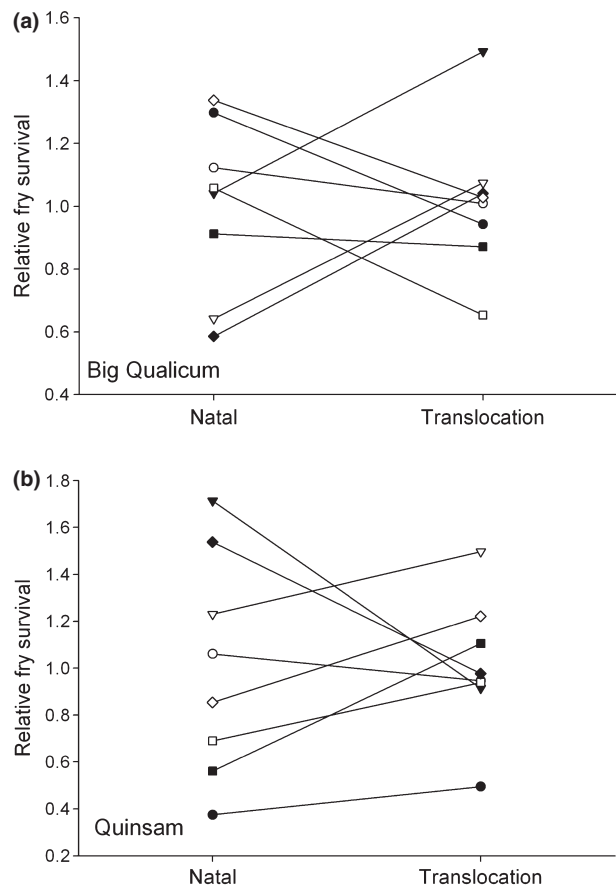 (a)
1.6
1.4
1.2
1.0
0.8
0.6
0.4
Relative fry survival
Big Qualicum
Natal Translocation
(b)
1.8
1.6
1.4
1.2
1.0
0.8
0.6
0.4
0.2
Relative fry survival
Quinsam
Natal Translocation